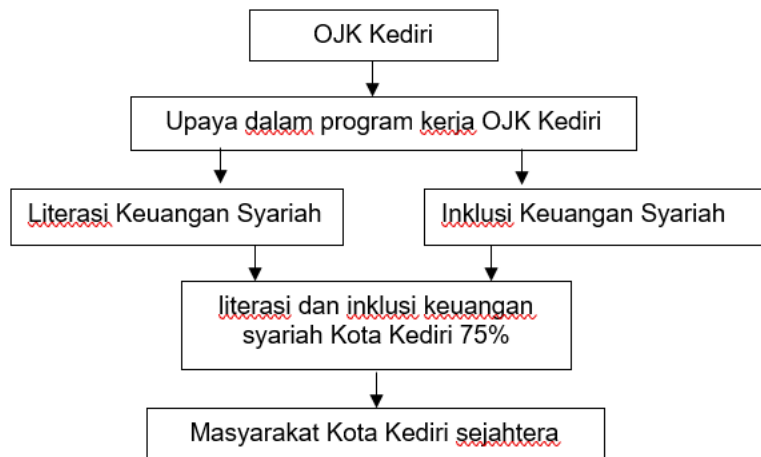 OJK Kediri
Upaya dalam program kerja OJK Kediri
Literasi Keuangan Syariah
Inklusi Keuangan Syariah
literasi dan inklusi keuangan
syariah Kota Kediri 75%
Masyarakat Kota Kediri sejahtera